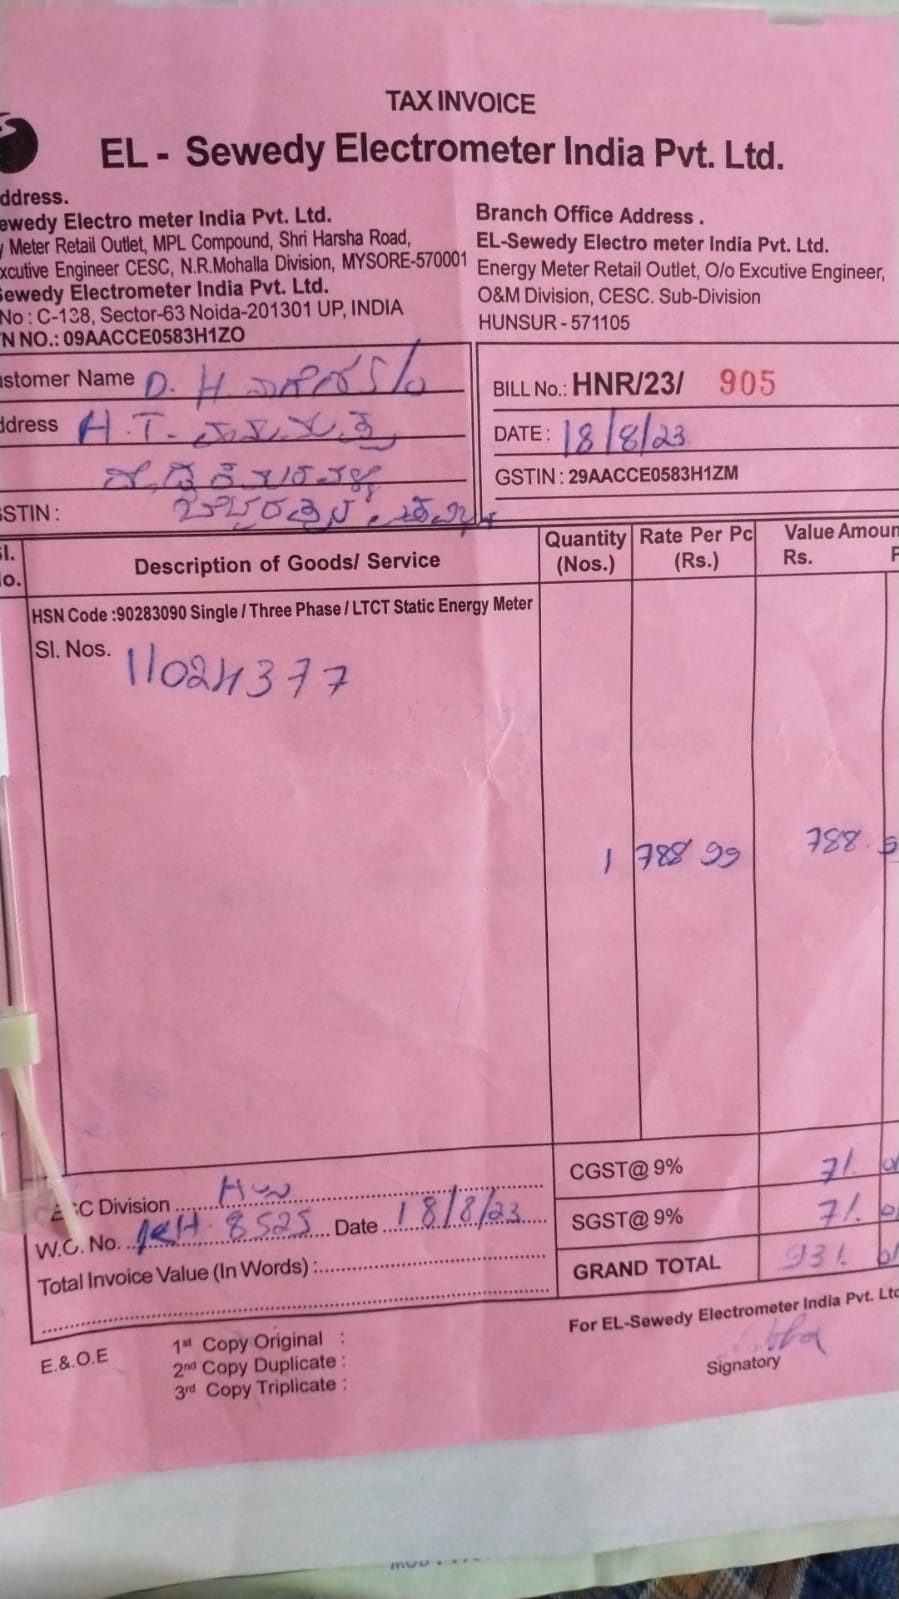 TAX INVOICE
EL - Sewedy Electrometer India Pvt. Ltd.
ddress.
ewedy Electro meter India Pvt. Ltd.
Meter Retail Outlet, MPL Compound, Shri Harsha Road,
xcutive Engineer CESC, N.R.Mohalla Division, MYSORE-570001
Sewedy Electrometer India Pvt. Ltd.
No : C-138, Sector-63 Noida-201301 UP, INDIA
N NO.: 09AACCE0583H1ZO
Branch Office Address .
EL-Sewedy Electro meter India Pvt. Ltd.
Energy Meter Retail Outlet, O/o Excutive Engineer,
O&M Division, CESC. Sub-Division
HUNSUR - 571105
stomer Name D. H.
ddress H.T.
GSTIN :
BILL No.: HNR/23/ 905
DATE : 18/8/23
GSTIN : 29AACCE0583H1ZM
Sl. No. Description of Goods/ Service Quantity (Nos.) Rate Per Pc (Rs.) Value Amoun Rs. P
HSN Code :90283090 Single / Three Phase / LTCT Static Energy Meter
Sl. Nos. 11024377
1 788 99 788.
CGST@ 9% 71.
SGST@ 9% 71.
GRAND TOTAL 931.
C Division
W.O. No. 8525 Date 18/8/23
Total Invoice Value (In Words) :
For EL-Sewedy Electrometer India Pvt. Ltd
Signatory
E.& .O.E
1st Copy Original :
2nd Copy Duplicate :
3rd Copy Triplicate :